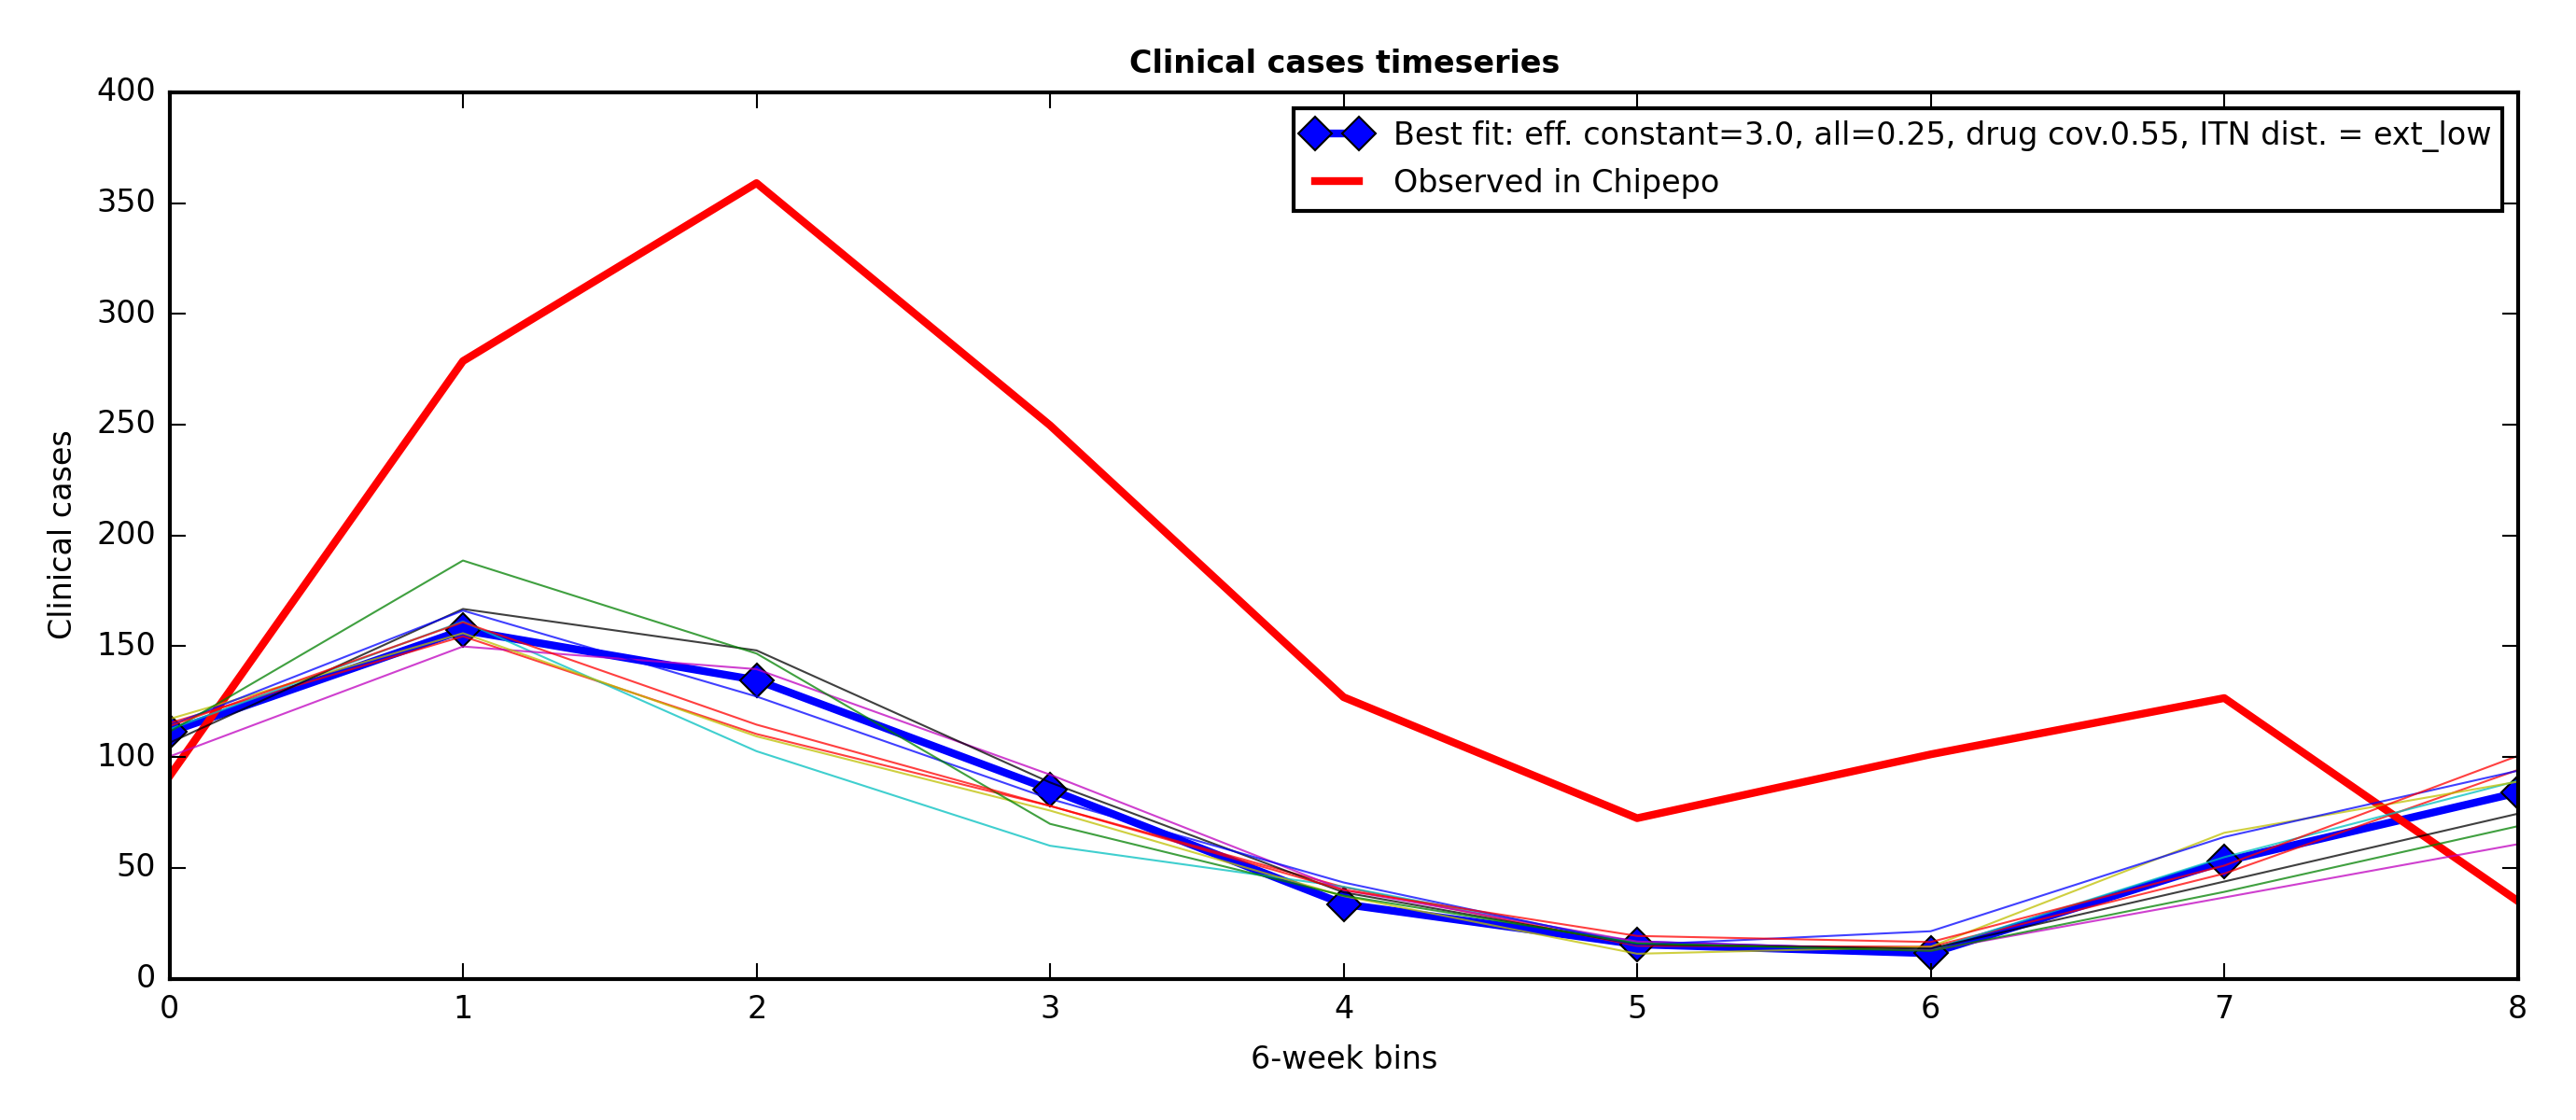 Clinical cases timeseries
400
350
300
250
200
150
100
50
0
Clinical cases
Best fit: eff. constant=3.0, all=0.25, drug cov.0.55, ITN dist. = ext_low
Observed in Chipepo
0 1 2 3 4 5 6 7 8
6-week bins